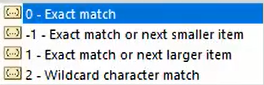 0 - Exact match
-1 - Exact match or next smaller item
1 - Exact match or next larger item
2 - Wildcard character match